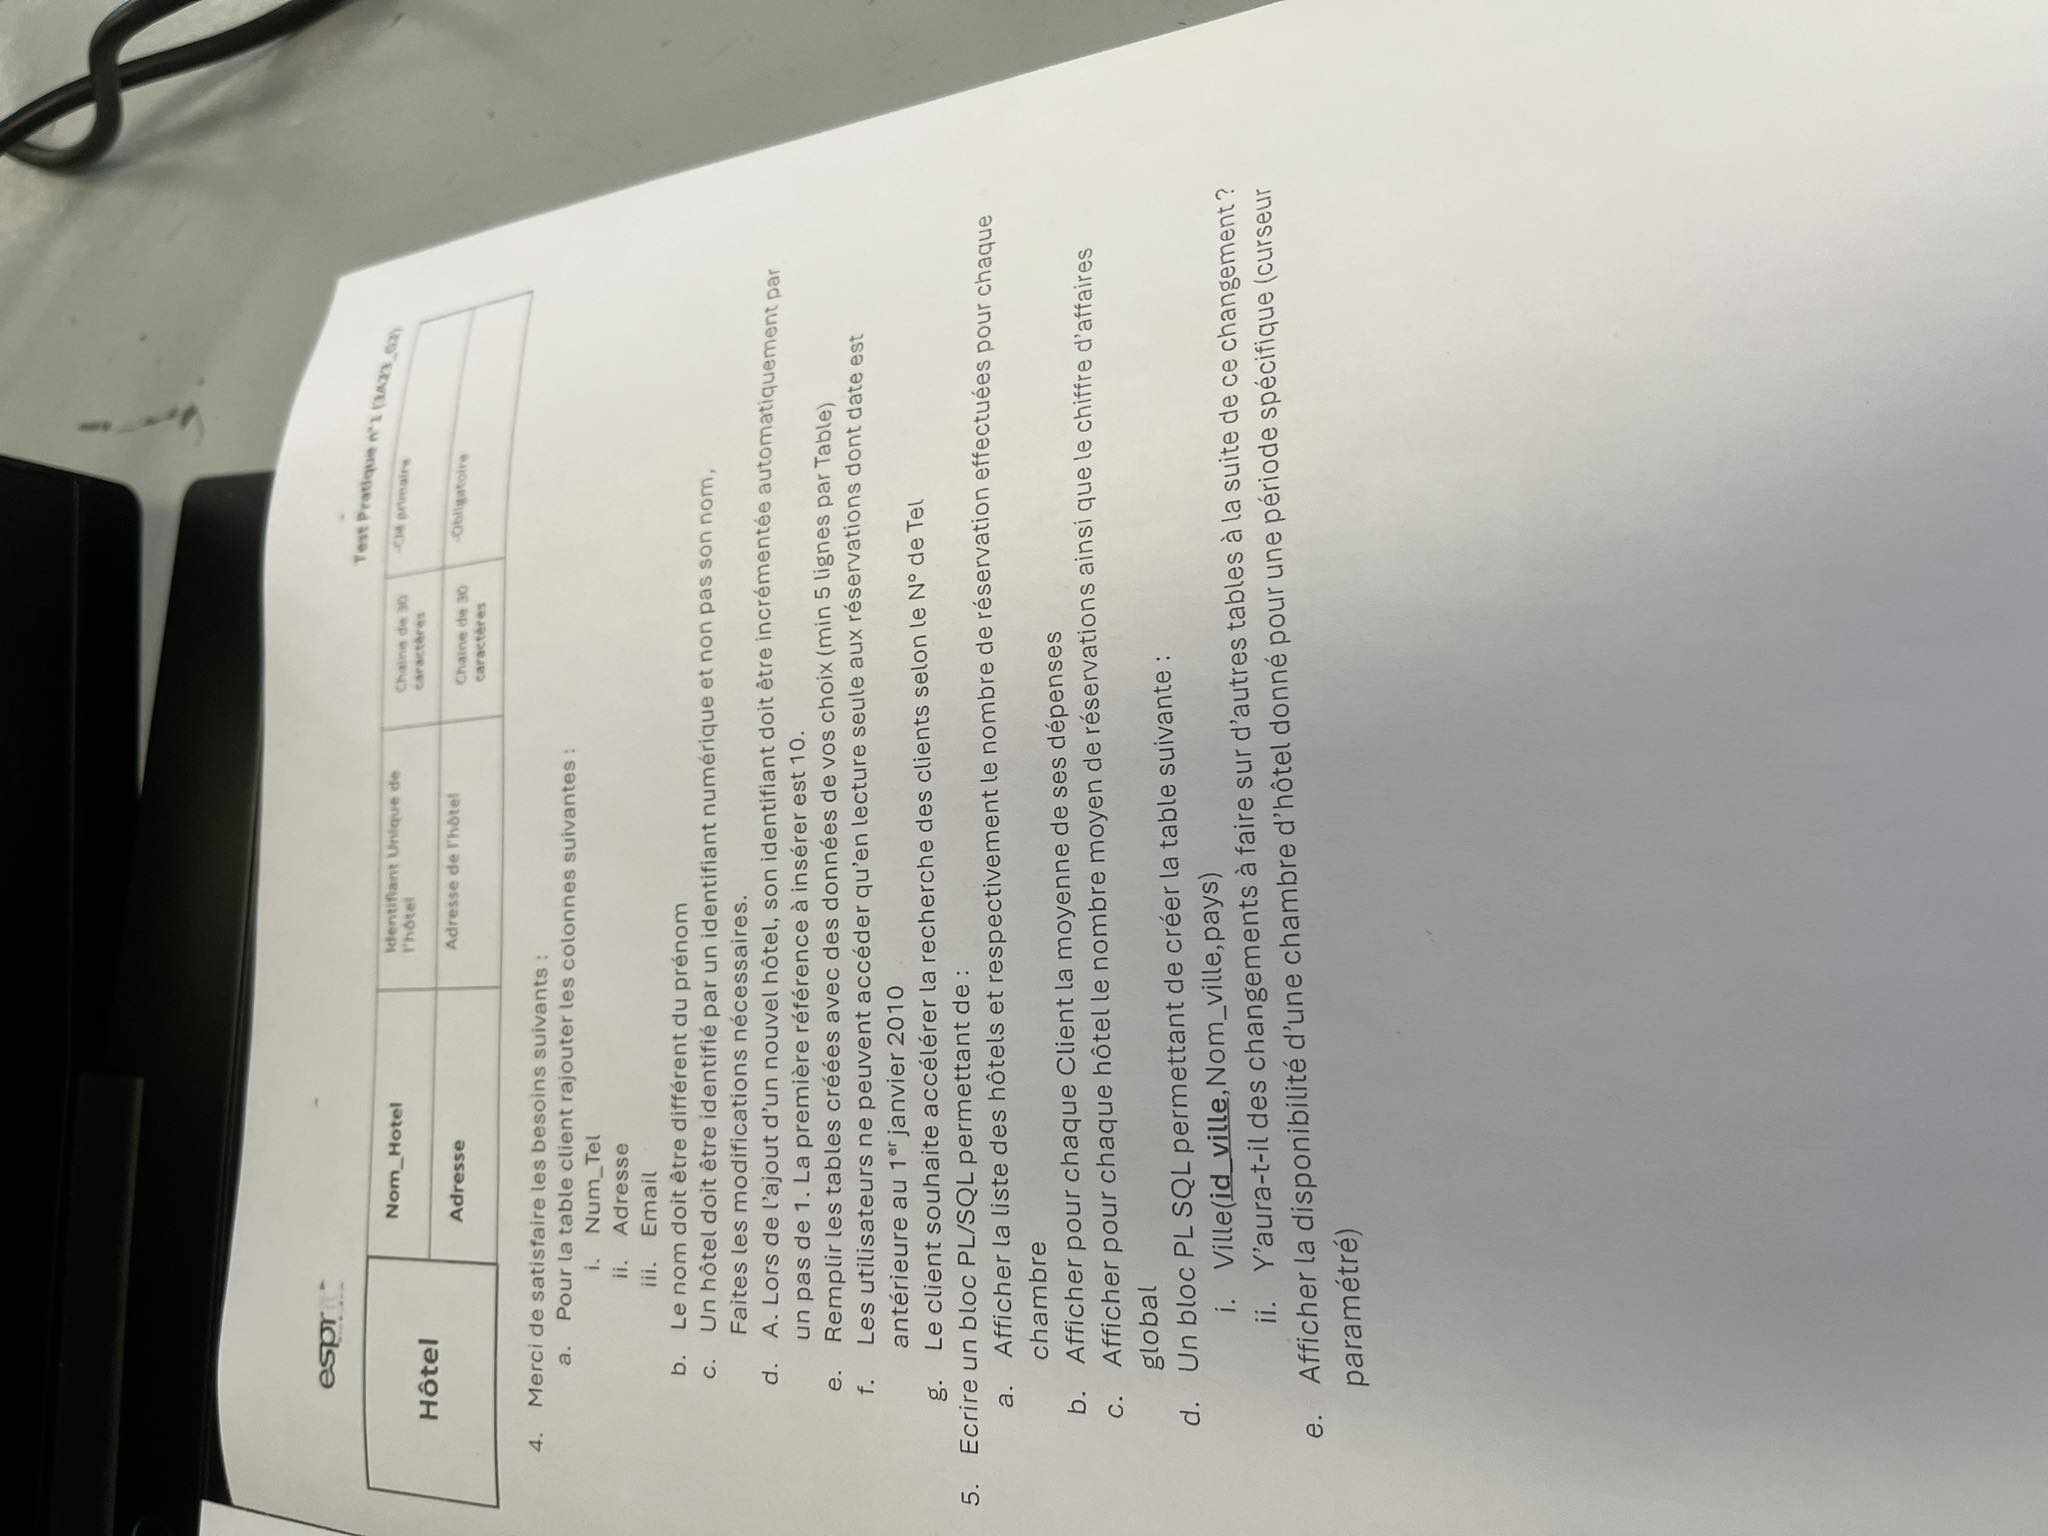 esprit
Test Pratique n°1 (3A23_G2)
Hôtel
Nom_Hotel
Identifiant Unique de
l'hôtel
Chaine de 30
caractères
-Clé primaire
Adresse
Adresse de l'hôtel
Chaine de 30
caractères
-Obligatoire
4. Merci de satisfaire les besoins suivants :
a. Pour la table client rajouter les colonnes suivantes :
i. Num_Tel
ii. Adresse
iii. Email
b. Le nom doit être différent du prénom
c. Un hôtel doit être identifié par un identifiant numérique et non pas son nom,
Faites les modifications nécessaires.
d. A. Lors de l'ajout d'un nouvel hôtel, son identifiant doit être incrémentée automatiquement par
un pas de 1. La première référence à insérer est 10.
e. Remplir les tables créées avec des données de vos choix (min 5 lignes par Table)
f. Les utilisateurs ne peuvent accéder qu'en lecture seule aux réservations dont date est
antérieure au 1er janvier 2010
g. Le client souhaite accélérer la recherche des clients selon le N° de Tel
5. Ecrire un bloc PL/SQL permettant de :
a. Afficher la liste des hôtels et respectivement le nombre de réservation effectuées pour chaque
chambre
b. Afficher pour chaque Client la moyenne de ses dépenses
c. Afficher pour chaque hôtel le nombre moyen de réservations ainsi que le chiffre d'affaires
global
d. Un bloc PL SQL permettant de créer la table suivante :
i. Ville(id_ville,Nom_ville,pays)
ii. Y'aura-t-il des changements à faire sur d'autres tables à la suite de ce changement ?
e. Afficher la disponibilité d'une chambre d'hôtel donné pour une période spécifique (curseur
paramétré)